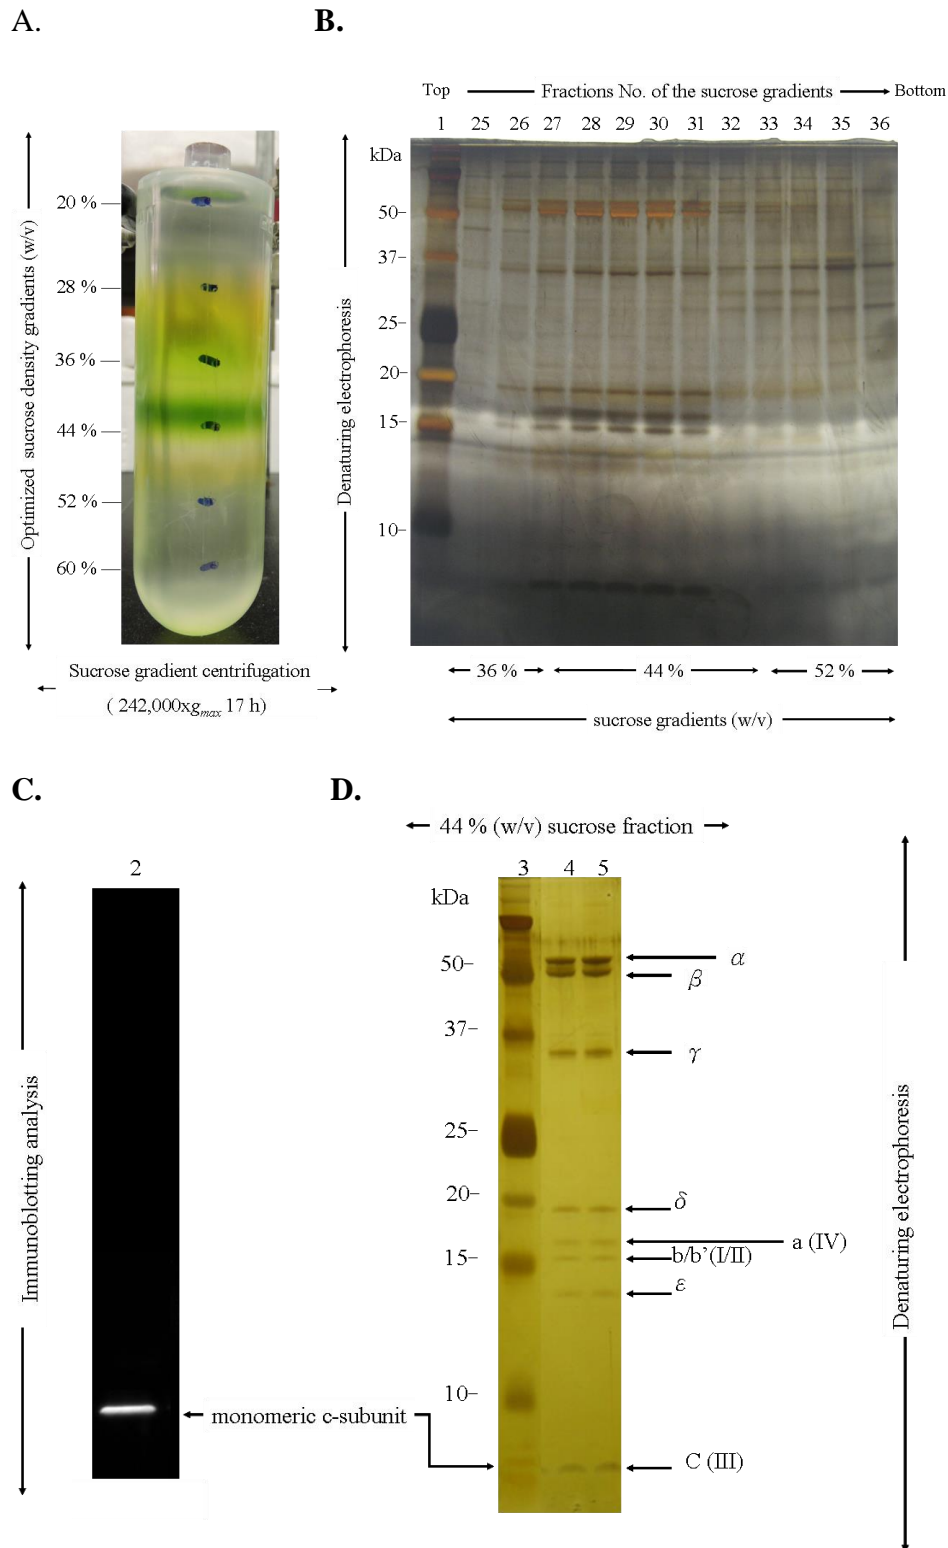 A.
B.
Top
Fractions No. of the sucrose gradients
Bottom
1 25 26 27 28 29 30 31 32 33 34 35 36
kDa
50
37
25
20
15
10
Denaturing electrophoresis
36 % 44 % 52 %
sucrose gradients (w/v)
Optimized sucrose density gradients (w/v)
20 %
28 %
36 %
44 %
52 %
60 %
Sucrose gradient centrifugation
( 242,000xgmax 17 h)
C.
D.
2
Immunoblotting analysis
monomeric c-subunit
44 % (w/v) sucrose fraction
3 4 5
kDa
50
37
25
20
15
10
α
β
γ
δ
a (IV)
b/b’(I/II)
ε
C (III)
Denaturing electrophoresis